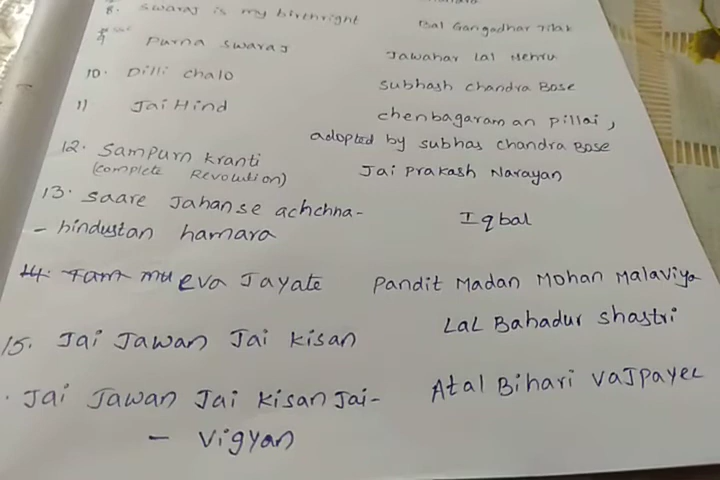 8. Swaraj is my birthright Bal Gangadhar Tilak
9 Purna Swaraj Jawahar Lal Nehru
10. Dilli chalo Subhash Chandra Bose
11 Jai Hind chenbagaraman Pillai,
adopted by Subhas Chandra Bose
12. Sampurn Kranti Jai Prakash Narayan
(complete Revolution)
13. Saare Jahanse achchna-
- hindustan hamara Iqbal
14. eva Jayate Pandit Madan Mohan Malaviya
15. Jai Jawan Jai Kisan Lal Bahadur Shastri
. Jai Jawan Jai Kisan Jai- Atal Bihari Vajpayee
- Vigyan